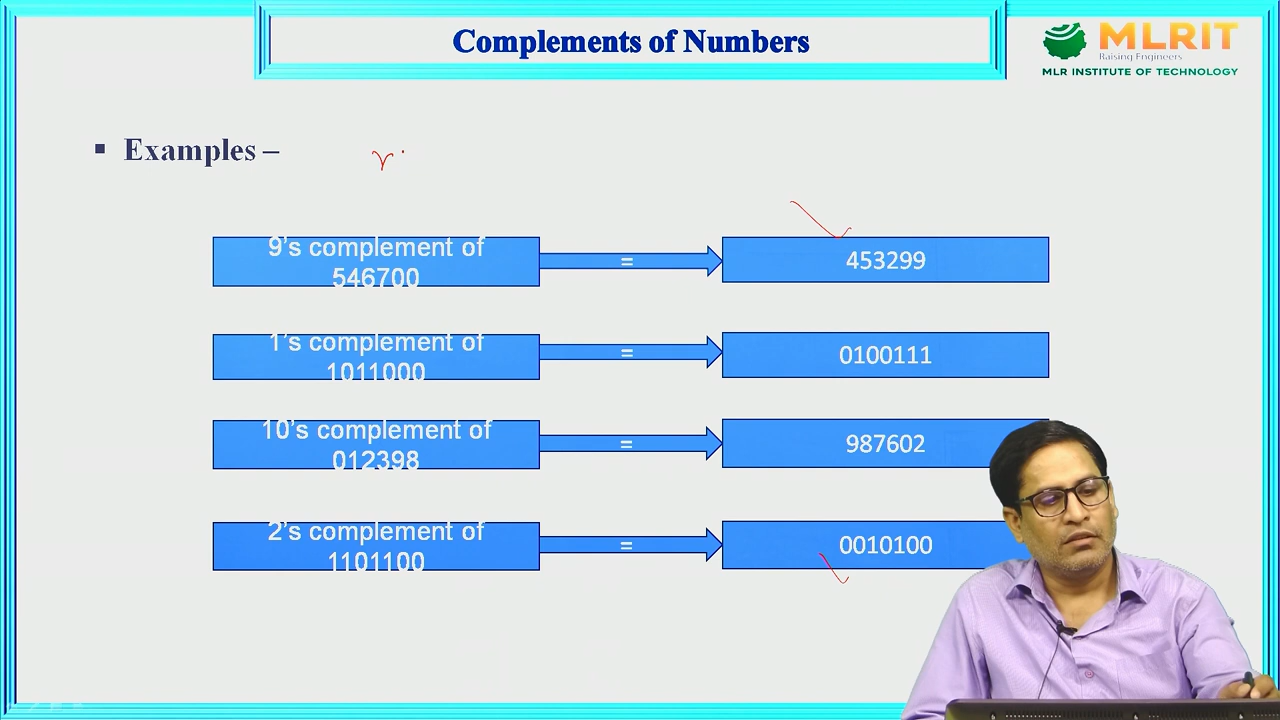 Complements of Numbers
MLRIT
Raising Engineers
MLR INSTITUTE OF TECHNOLOGY
▪ Examples –
r
9’s complement of
546700
=
453299
1’s complement of
1011000
=
0100111
10’s complement of
012398
=
987602
2’s complement of
1101100
=
0010100